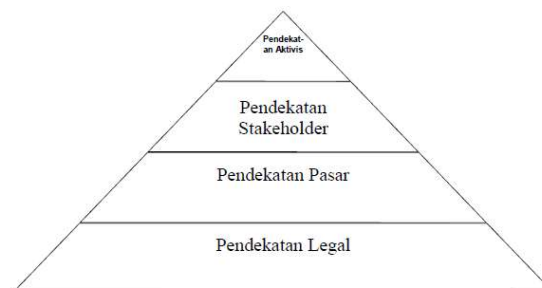 Pendekat-
an Aktivis
Pendekatan
Stakeholder
Pendekatan Pasar
Pendekatan Legal